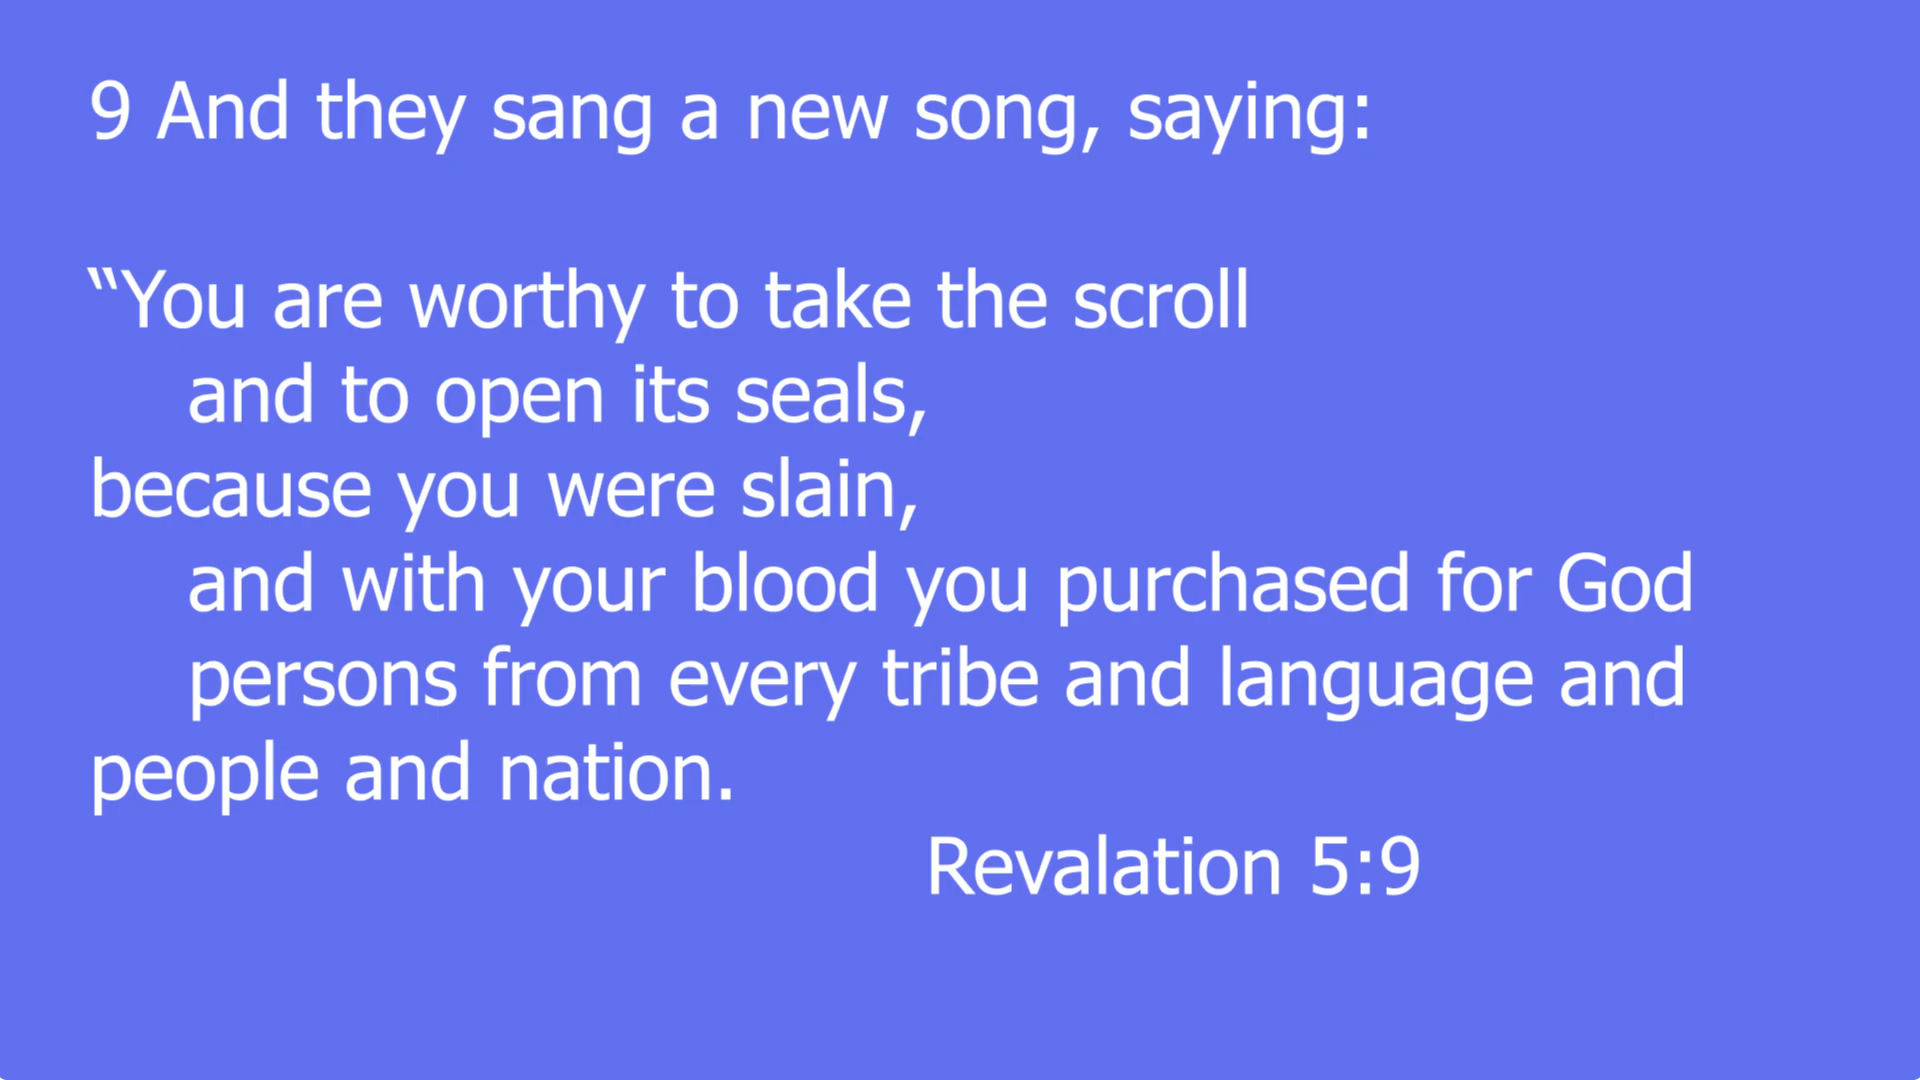 9 And they sang a new song, saying:
“You are worthy to take the scroll
and to open its seals,
because you were slain,
and with your blood you purchased for God
persons from every tribe and language and
people and nation.
Revalation 5:9